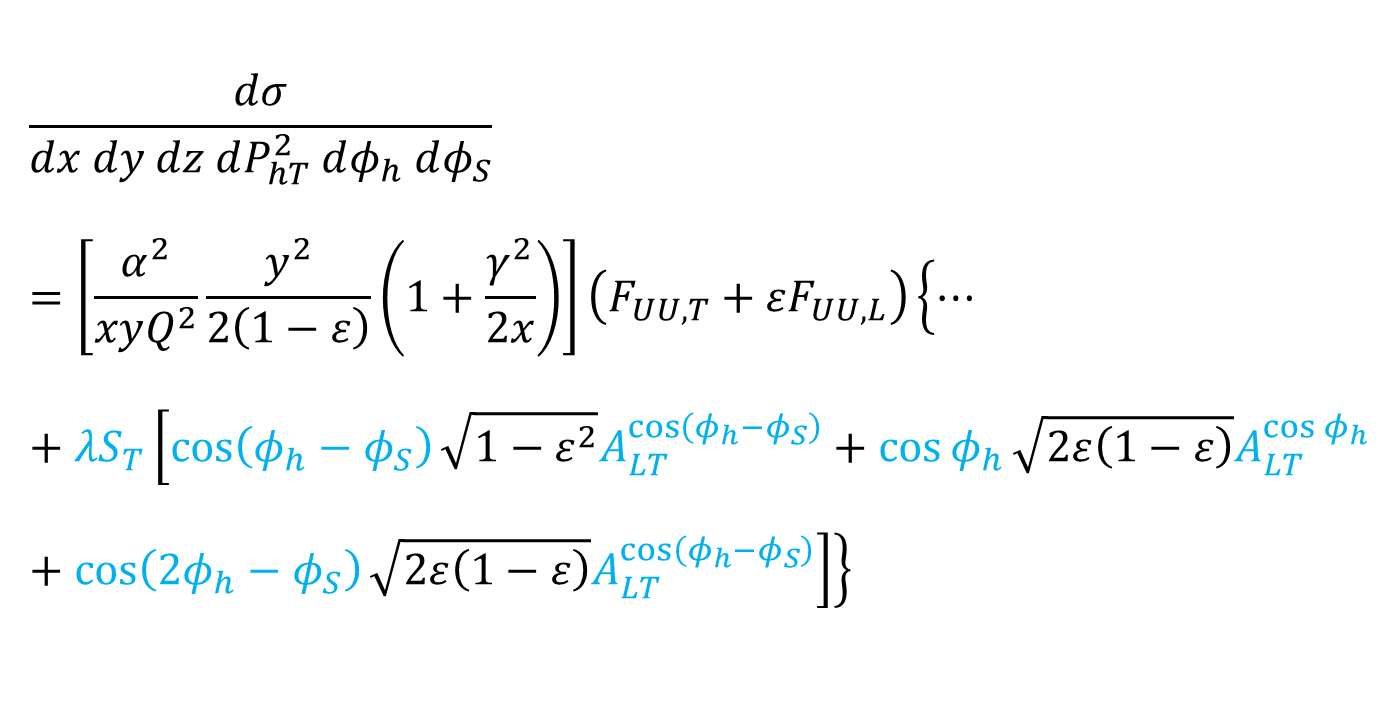 dσ
dx dy dz dP_{hT}^2 dϕ_h dϕ_S
= [α^2/(xyQ^2) y^2/(2(1 − ε)) (1 + γ^2/(2x))] (F_{UU,T} + εF_{UU,L}) {⋯
+ λS_T [cos(ϕ_h − ϕ_S) √(1 − ε^2) A_{LT}^{cos(ϕ_h−ϕ_S)} + cos ϕ_h √(2ε(1 − ε)) A_{LT}^{cos ϕ_h}
+ cos(2ϕ_h − ϕ_S) √(2ε(1 − ε)) A_{LT}^{cos(ϕ_h−ϕ_S)}]}